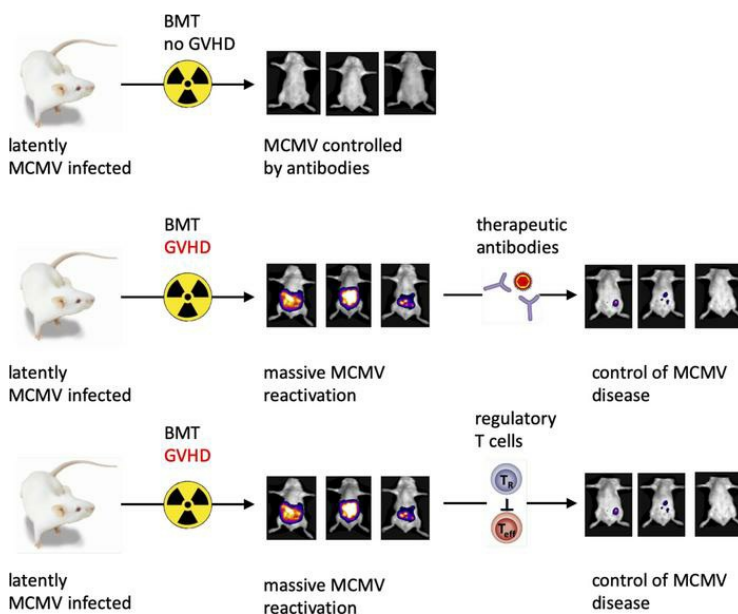 BMT
no GVHD
latently
MCMV infected
MCMV controlled
by antibodies
BMT
GVHD
therapeutic
antibodies
latently
MCMV infected
massive MCMV
reactivation
control of MCMV
disease
BMT
GVHD
regulatory
T cells
TR
Teff
latently
MCMV infected
massive MCMV
reactivation
control of MCMV
disease